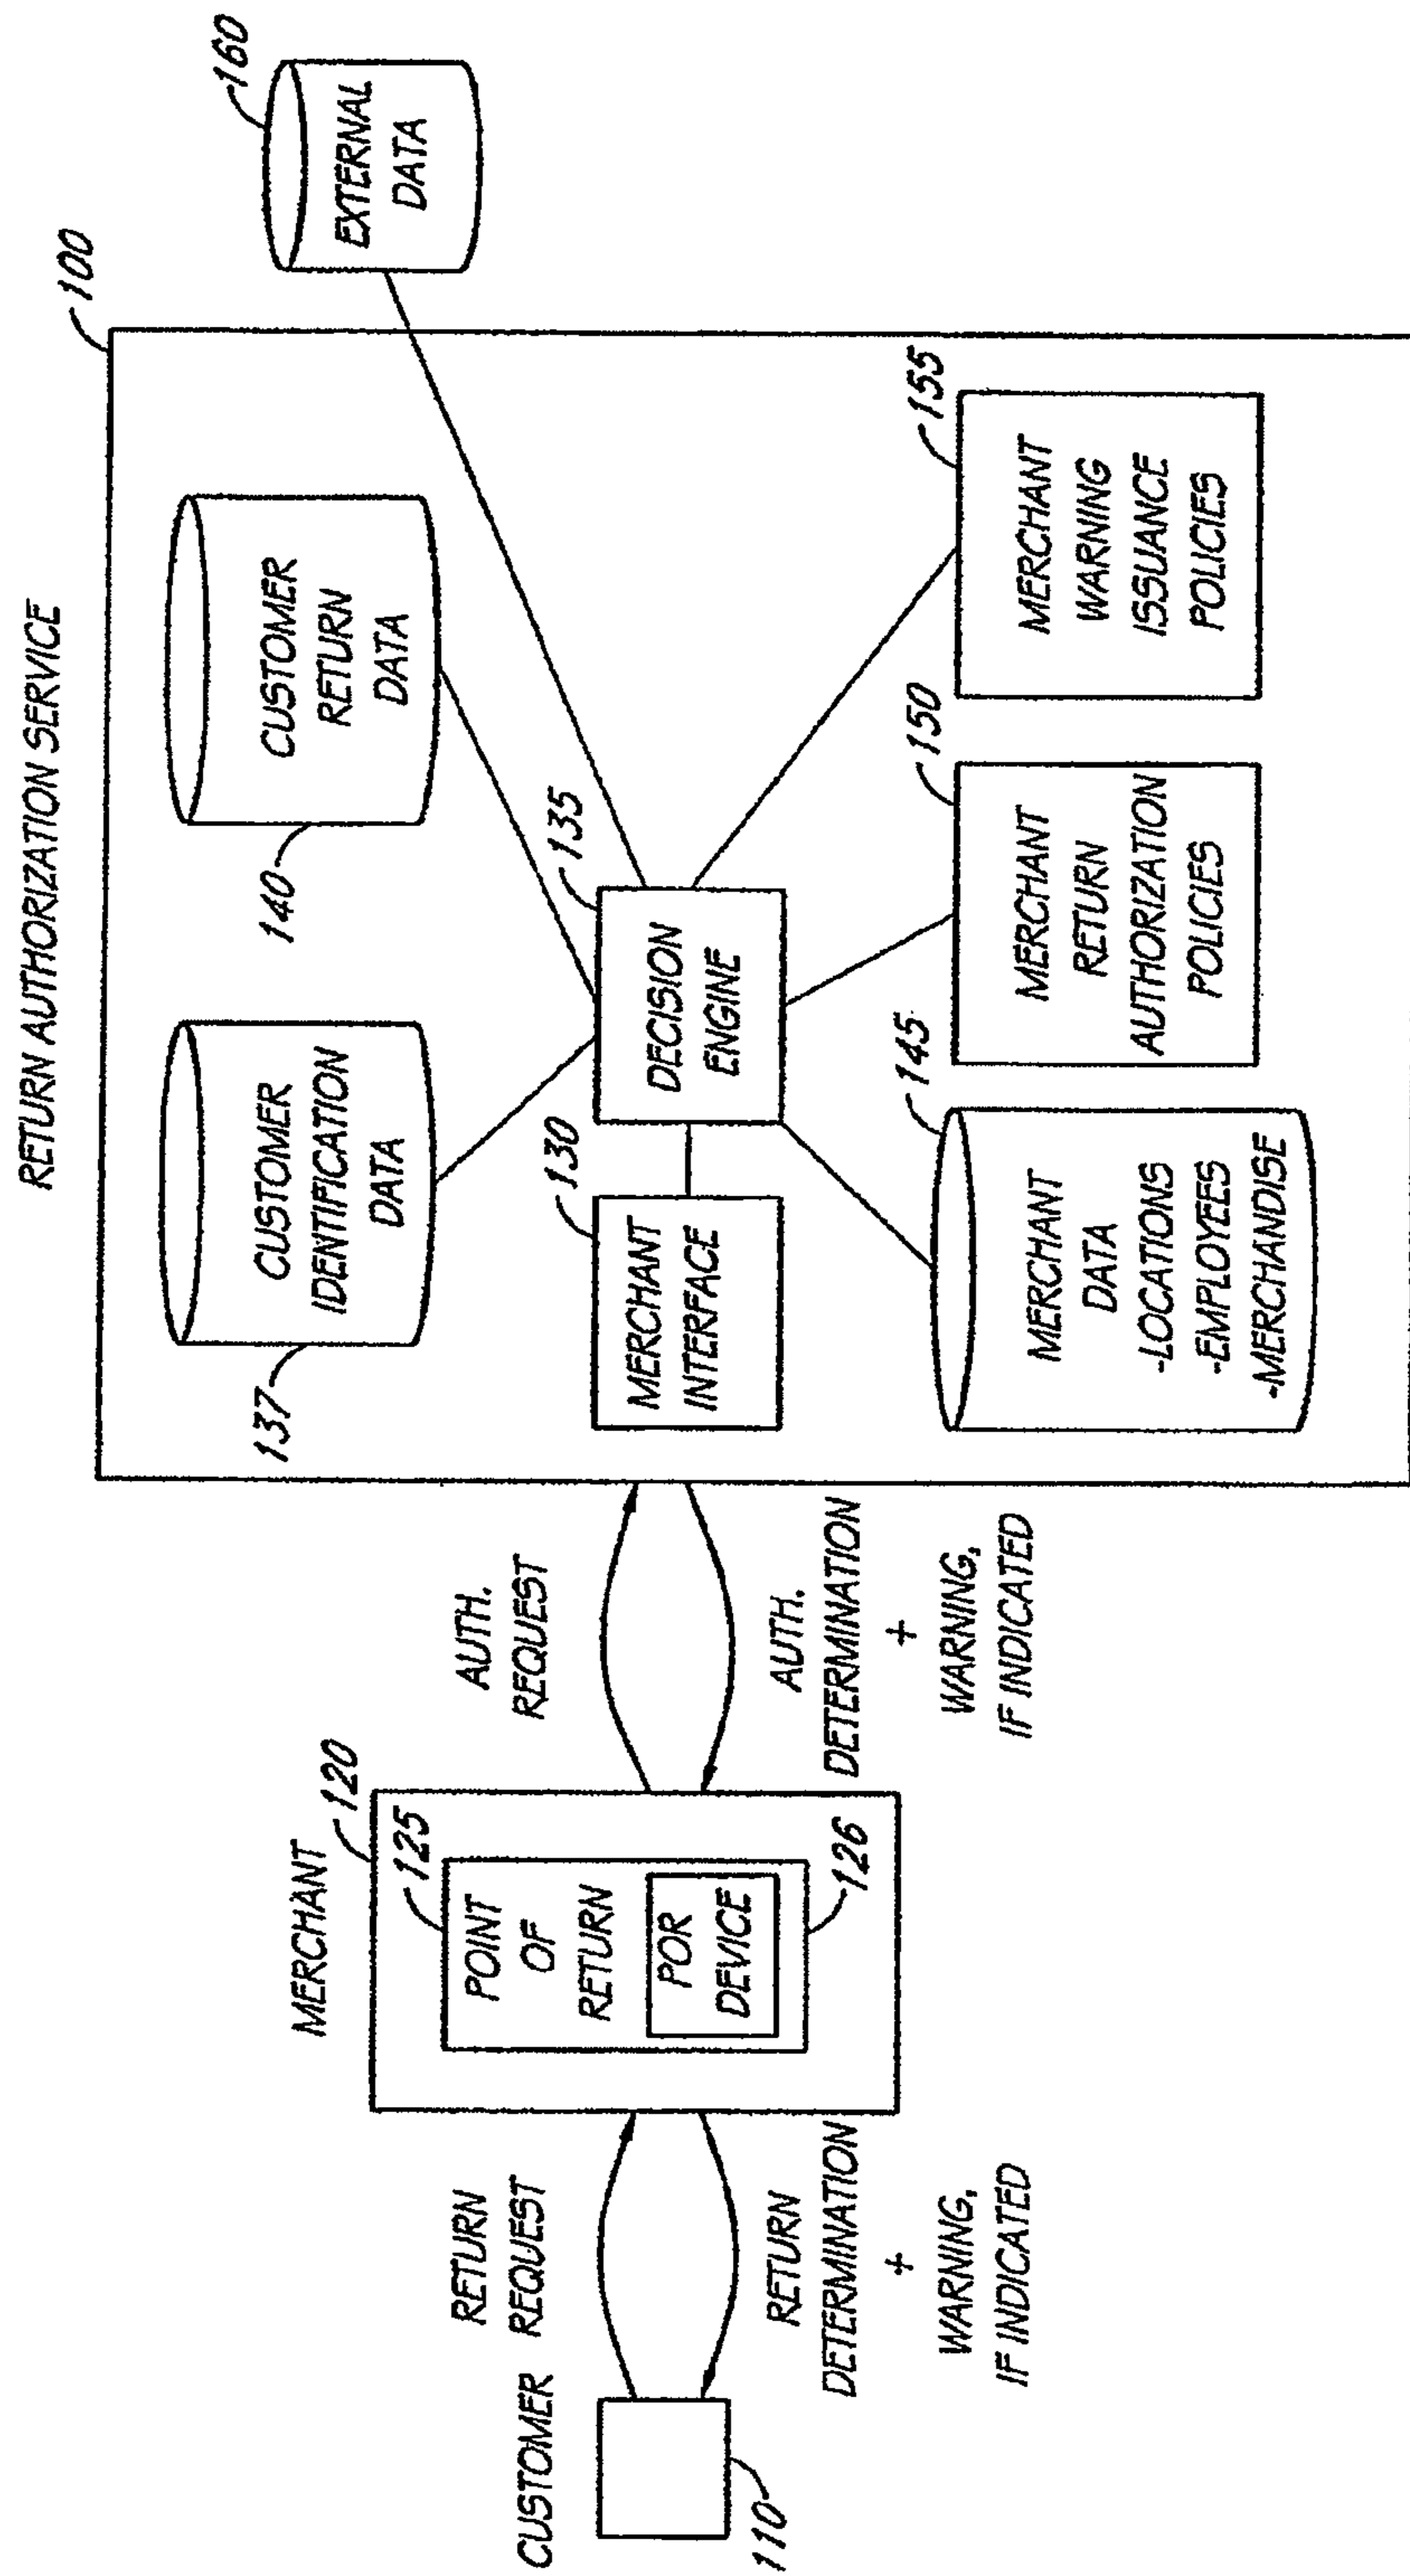 RETURN AUTHORIZATION SERVICE
100
160
EXTERNAL
DATA
137
CUSTOMER
IDENTIFICATION
DATA
140
CUSTOMER
RETURN
DATA
MERCHANT
120
125
POINT
OF
RETURN
POR
DEVICE
126
CUSTOMER
110
RETURN
REQUEST
RETURN
DETERMINATION
+
WARNING,
IF INDICATED
AUTH.
REQUEST
AUTH.
DETERMINATION
+
WARNING,
IF INDICATED
130
MERCHANT
INTERFACE
135
DECISION
ENGINE
145
MERCHANT
DATA
-LOCATIONS
-EMPLOYEES
-MERCHANDISE
150
MERCHANT
RETURN
AUTHORIZATION
POLICIES
155
MERCHANT
WARNING
ISSUANCE
POLICIES